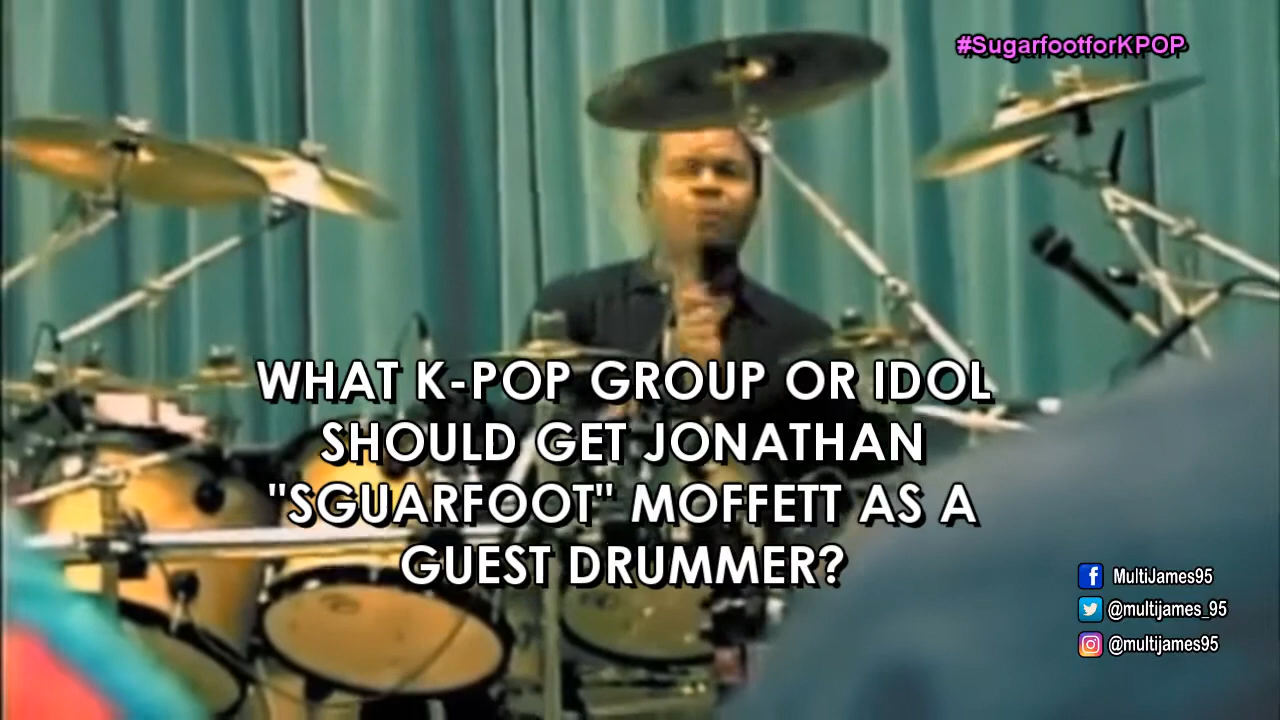 #SugarfootforKPOP
WHAT K-POP GROUP OR IDOL
SHOULD GET JONATHAN
"SGUARFOOT" MOFFETT AS A
GUEST DRUMMER?
MultiJames95
@multijames_95
@multijames95